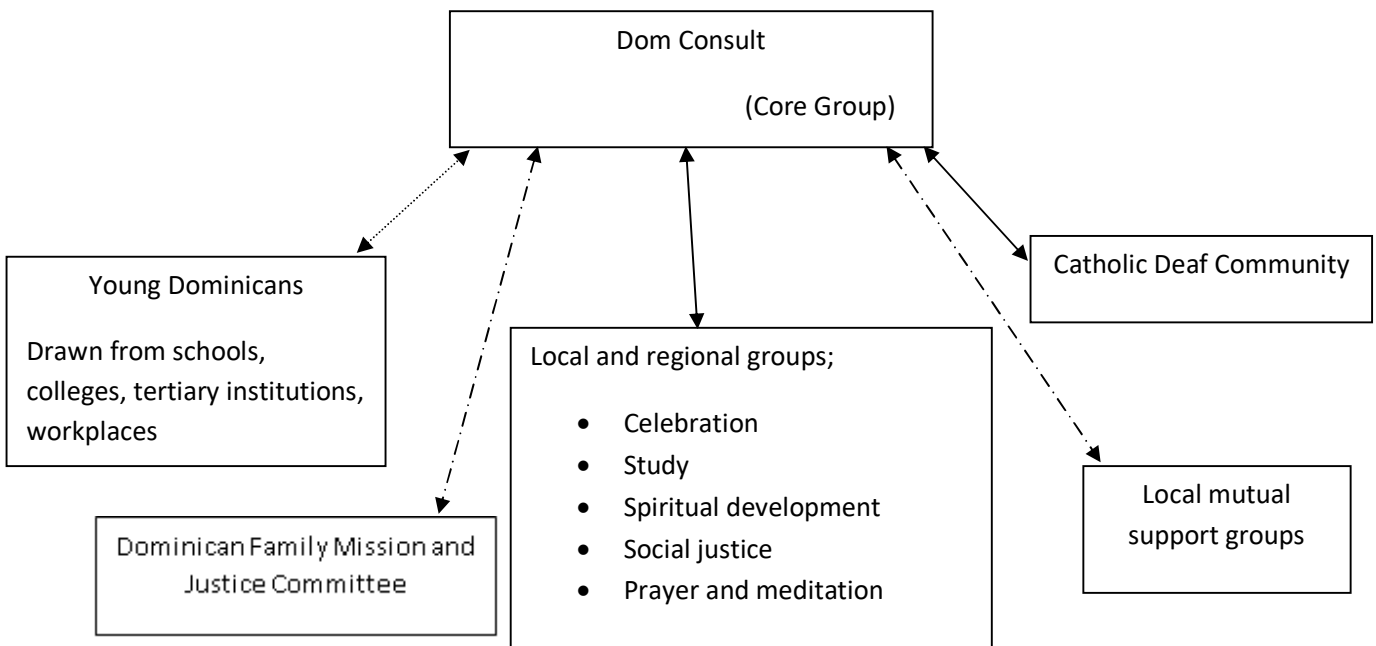 Dom Consult
(Core Group)
Young Dominicans
Drawn from schools,
colleges, tertiary institutions,
workplaces
Dominican Family Mission and
Justice Committee
Local and regional groups;
• Celebration
• Study
• Spiritual development
• Social justice
• Prayer and meditation
Catholic Deaf Community
Local mutual
support groups